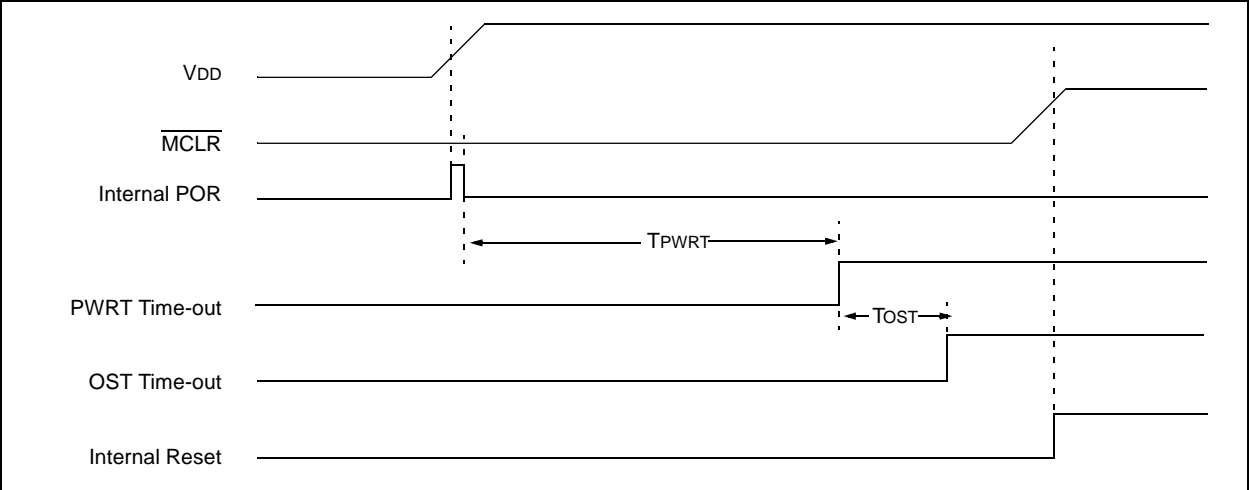 VDD
MCLR
Internal POR
TPWRT
PWRT Time-out
TOST
OST Time-out
Internal Reset